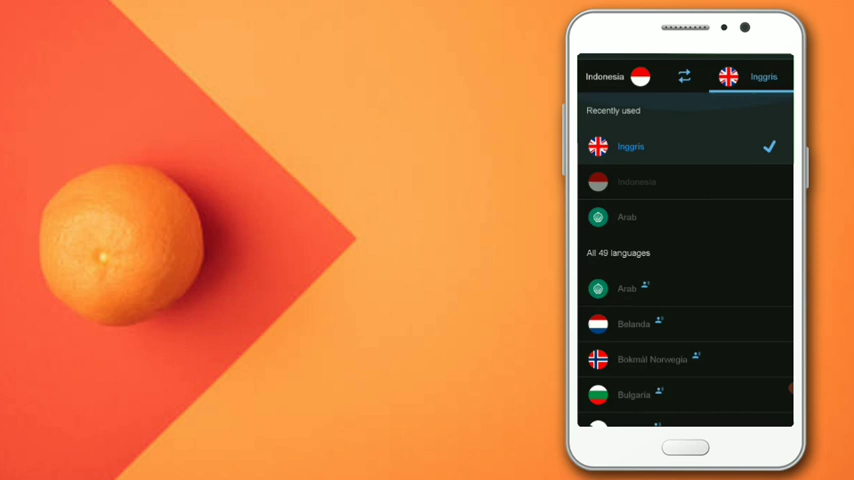 Indonesia Inggris
Recently used
Inggris
Indonesia
Arab
All 49 languages
Arab
Belanda
Bokmål Norwegia
Bulgaria